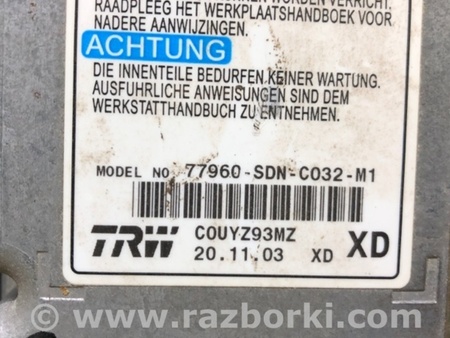 RAADPLEEG HET WERKPLAATSHANDBOEK VOOR
NADERE AANWIJZINGEN.
ACHTUNG
DIE INNENTEILE BEDURFEN KEINER WARTUNG.
AUSFUHRLICHE ANWEISUNGEN SIND DEM
WERKSTATTHANDBUCH ZU ENTNEHMEN.
MODEL NO 77960-SDN-C032-M1
TRW COUYZ93MZ XD
20.11.03 XD
www.razborki.com